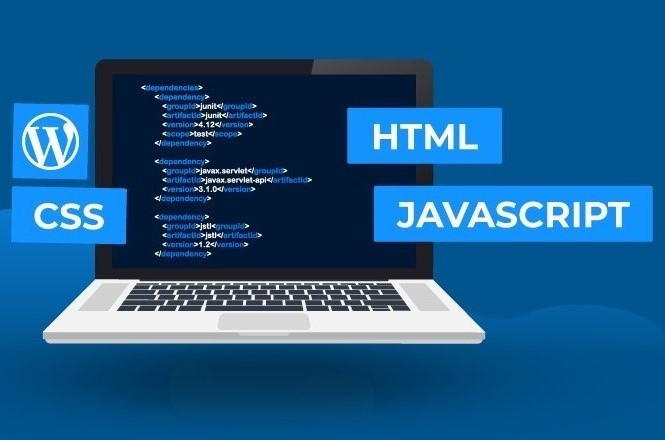 <dependencies>
<dependency>
<groupId>junit</groupId>
<artifactId>junit</artifactId>
<version>4.12</version>
<scope>test</scope>
</dependency>
<dependency>
<groupId>javax.servlet</groupId>
<artifactId>javax.servlet-api</artifactId>
<version>3.1.0</version>
</dependency>
<dependency>
<groupId>jstl<groupId>
<artifactId>jstl</artifactId>
<version>1.2</version>
</dependency>
W
HTML
CSS
JAVASCRIPT